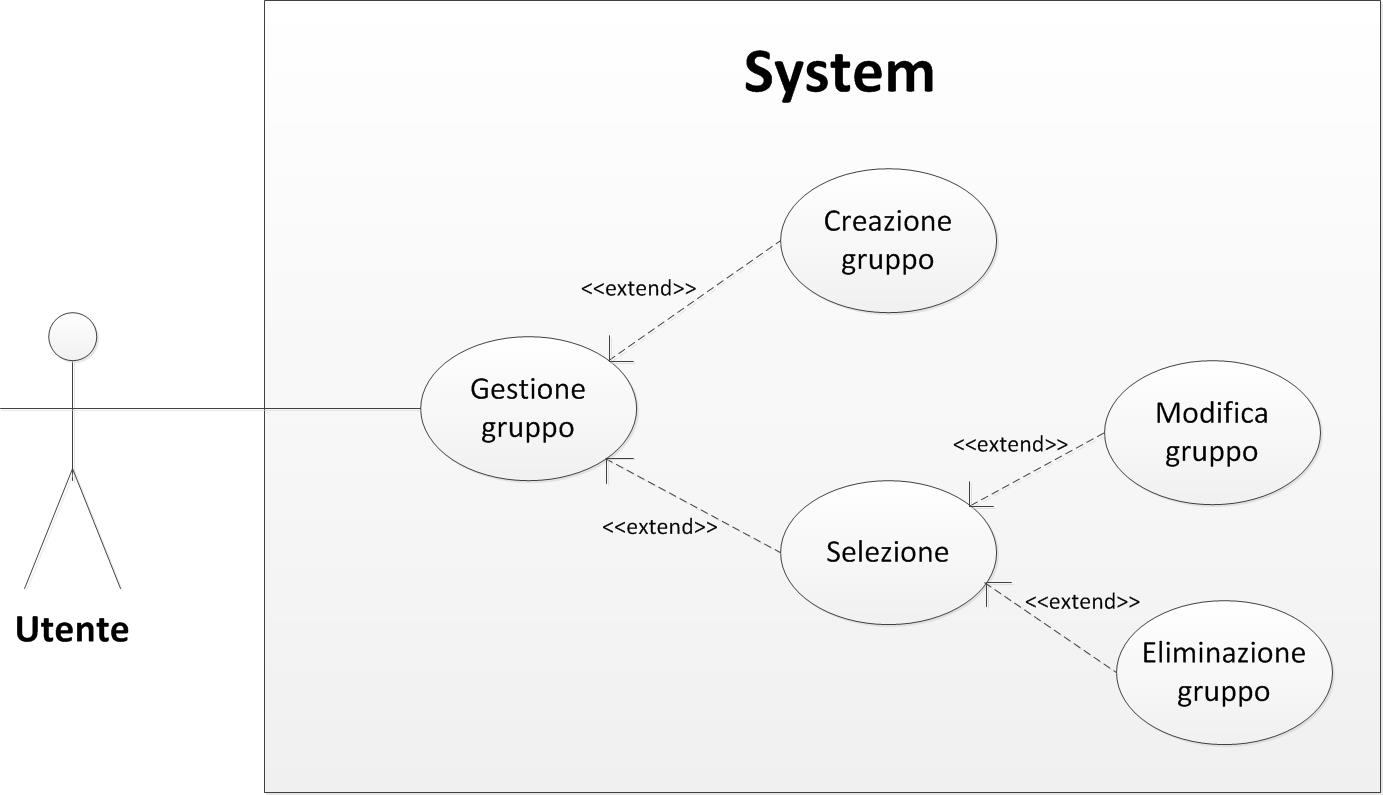 System
Creazione
gruppo
<<extend>>
Gestione
gruppo
Modifica
gruppo
<<extend>>
<<extend>>
Selezione
<<extend>>
Utente
Eliminazione
gruppo